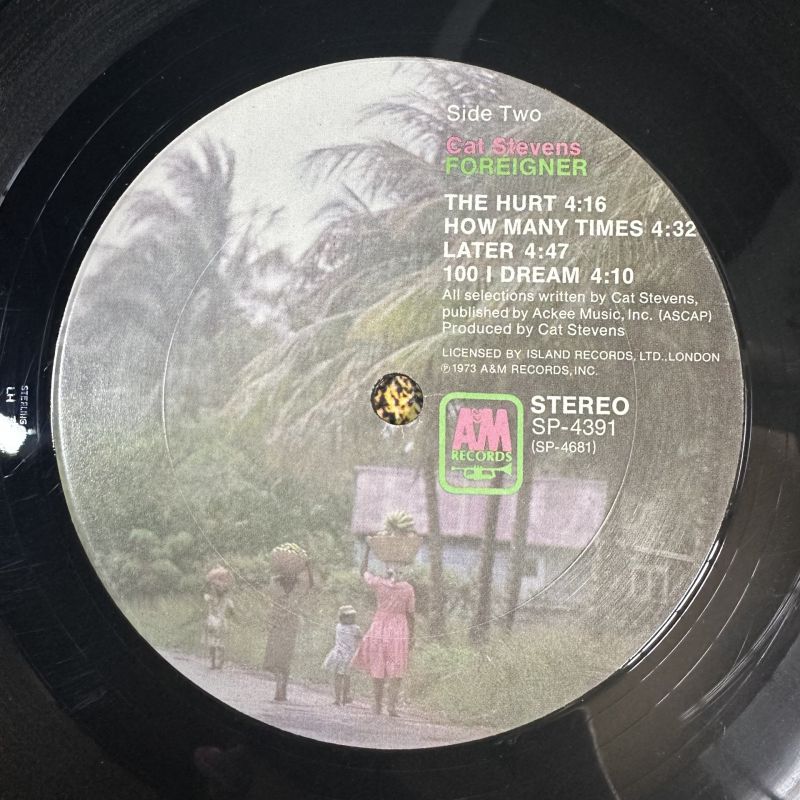 Side Two
Cat Stevens
FOREIGNER
THE HURT 4:16
HOW MANY TIMES 4:32
LATER 4:47
100 I DREAM 4:10
All selections written by Cat Stevens,
published by Ackee Music, Inc. (ASCAP)
Produced by Cat Stevens
LICENSED BY ISLAND RECORDS, LTD., LONDON
℗1973 A&M RECORDS, INC.
A&M
RECORDS
STEREO
SP-4391
(SP-4681)
STERLING
LH